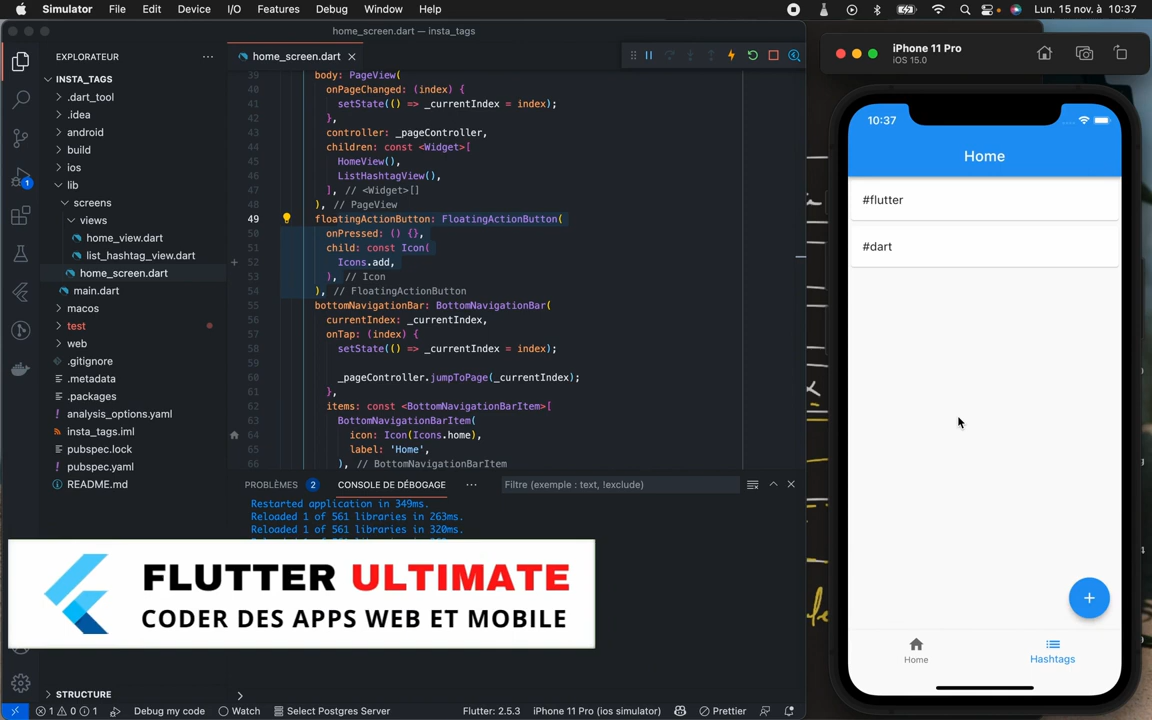 Simulator File Edit Device I/O Features Debug Window Help Lun. 15 nov. à 10:37
home_screen.dart — insta_tags
EXPLORATEUR
INSTA_TAGS
.dart_tool
.idea
android
build
ios
lib
screens
views
home_view.dart
list_hashtag_view.dart
home_screen.dart
main.dart
macos
test
web
.gitignore
.metadata
.packages
analysis_options.yaml
insta_tags.iml
pubspec.lock
pubspec.yaml
README.md
STRUCTURE
1
home_screen.dart
39 body: PageView(
40 onPageChanged: (index) {
41 setState(() => _currentIndex = index);
42 },
43 controller: _pageController,
44 children: const <Widget>[
45 HomeView(),
46 ListHashtagView(),
47 ], // <Widget>[]
48 ), // PageView
49 floatingActionButton: FloatingActionButton(
50 onPressed: () {},
51 child: const Icon(
52 Icons.add,
53 ), // Icon
54 ), // FloatingActionButton
55 bottomNavigationBar: BottomNavigationBar(
56 currentIndex: _currentIndex,
57 onTap: (index) {
58 setState(() => _currentIndex = index);
59
60 _pageController.jumpToPage(_currentIndex);
61 },
62 items: const <BottomNavigationBarItem>[
63 BottomNavigationBarItem(
64 icon: Icon(Icons.home),
65 label: 'Home',
66 ), // BottomNavigationBarItem
PROBLÈMES 2 CONSOLE DE DÉBOGAGE Filtre (exemple : text, !exclude)
Restarted application in 349ms.
Reloaded 1 of 561 libraries in 263ms.
Reloaded 1 of 561 libraries in 320ms.
FLUTTER ULTIMATE
CODER DES APPS WEB ET MOBILE
1 0 1 Debug my code Watch Select Postgres Server Flutter: 2.5.3 iPhone 11 Pro (ios simulator) Prettier
iPhone 11 Pro
iOS 15.0
10:37
Home
#flutter
#dart
Home Hashtags